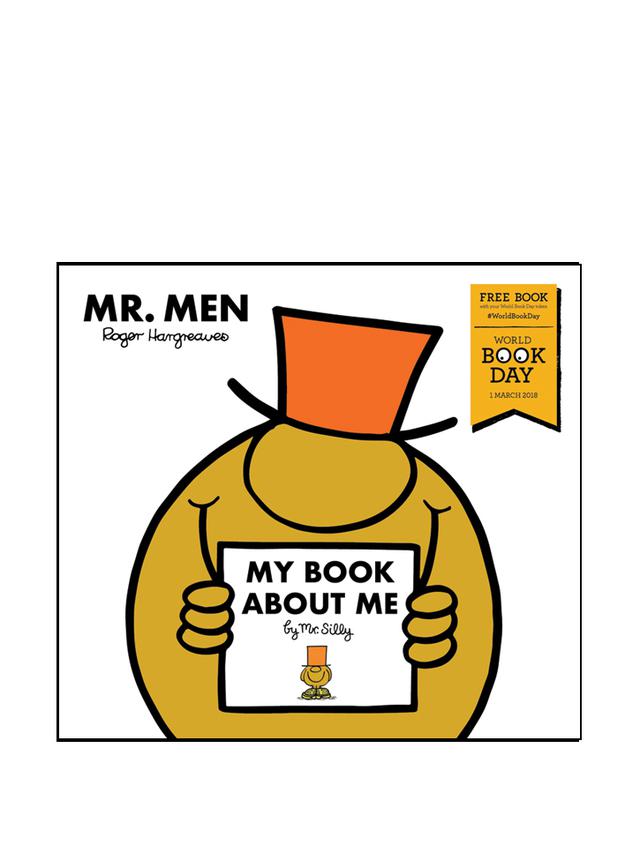 MR. MEN
Roger Hargreaves
FREE BOOK
with your World Book Day token
#WorldBookDay
WORLD
BOOK
DAY
1 MARCH 2018
MY BOOK
ABOUT ME
by Mr. Silly